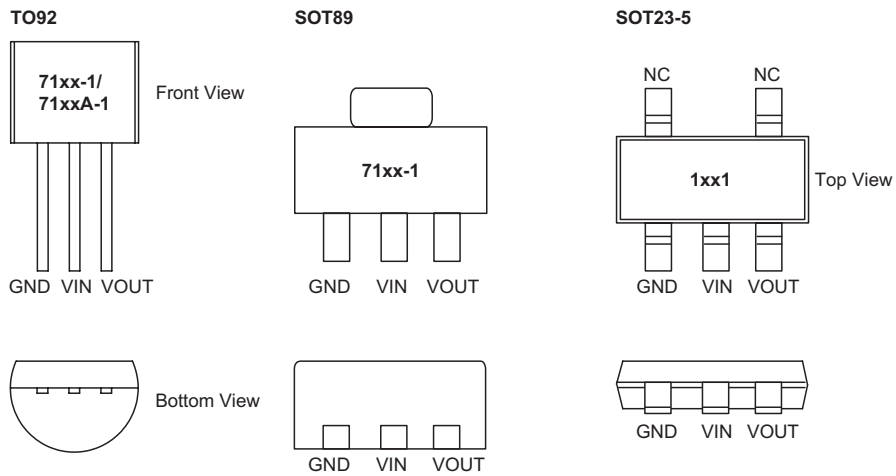 TO92
SOT89
SOT23-5
71xx-1/
71xxA-1
Front View
GND VIN VOUT
71xx-1
GND VIN VOUT
NC NC
1xx1
Top View
GND VIN VOUT
Bottom View
GND VIN VOUT
GND VIN VOUT